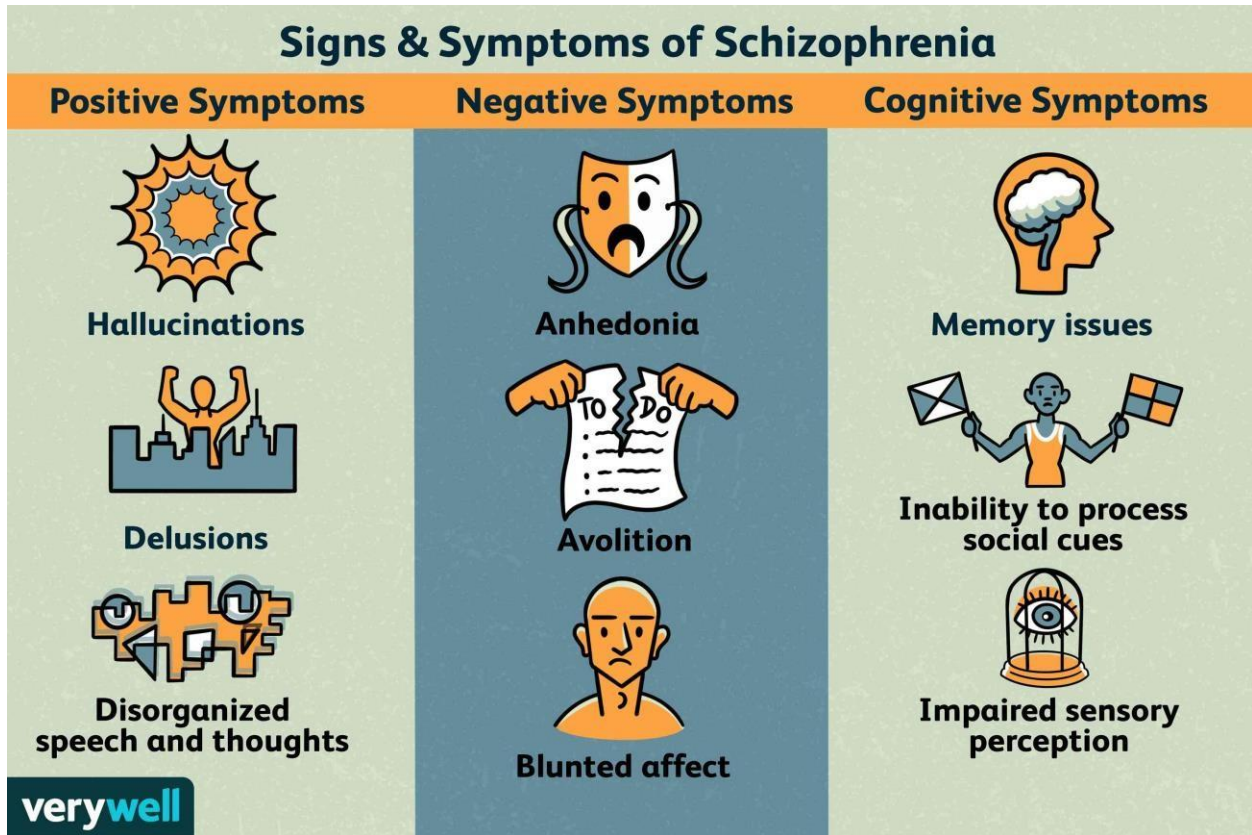 Signs & Symptoms of Schizophrenia
Positive Symptoms
Negative Symptoms
Cognitive Symptoms
Hallucinations
Anhedonia
Memory issues
TO DO
Delusions
Avolition
Inability to process
social cues
Disorganized
speech and thoughts
Blunted affect
Impaired sensory
perception
verywell